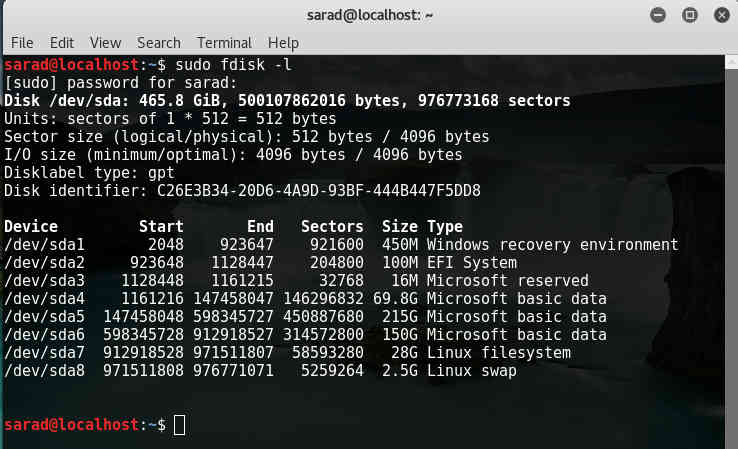 sarad@localhost: ~
File Edit View Search Terminal Help
sarad@localhost:~$ sudo fdisk -l
[sudo] password for sarad:
Disk /dev/sda: 465.8 GiB, 500107862016 bytes, 976773168 sectors
Units: sectors of 1 * 512 = 512 bytes
Sector size (logical/physical): 512 bytes / 4096 bytes
I/O size (minimum/optimal): 4096 bytes / 4096 bytes
Disklabel type: gpt
Disk identifier: C26E3B34-20D6-4A9D-93BF-444B447F5DD8
Device Start End Sectors Size Type
/dev/sda1 2048 923647 921600 450M Windows recovery environment
/dev/sda2 923648 1128447 204800 100M EFI System
/dev/sda3 1128448 1161215 32768 16M Microsoft reserved
/dev/sda4 1161216 147458047 146296832 69.8G Microsoft basic data
/dev/sda5 147458048 598345727 450887680 215G Microsoft basic data
/dev/sda6 598345728 912918527 314572800 150G Microsoft basic data
/dev/sda7 912918528 971511807 58593280 28G Linux filesystem
/dev/sda8 971511808 976771071 5259264 2.5G Linux swap
sarad@localhost:~$